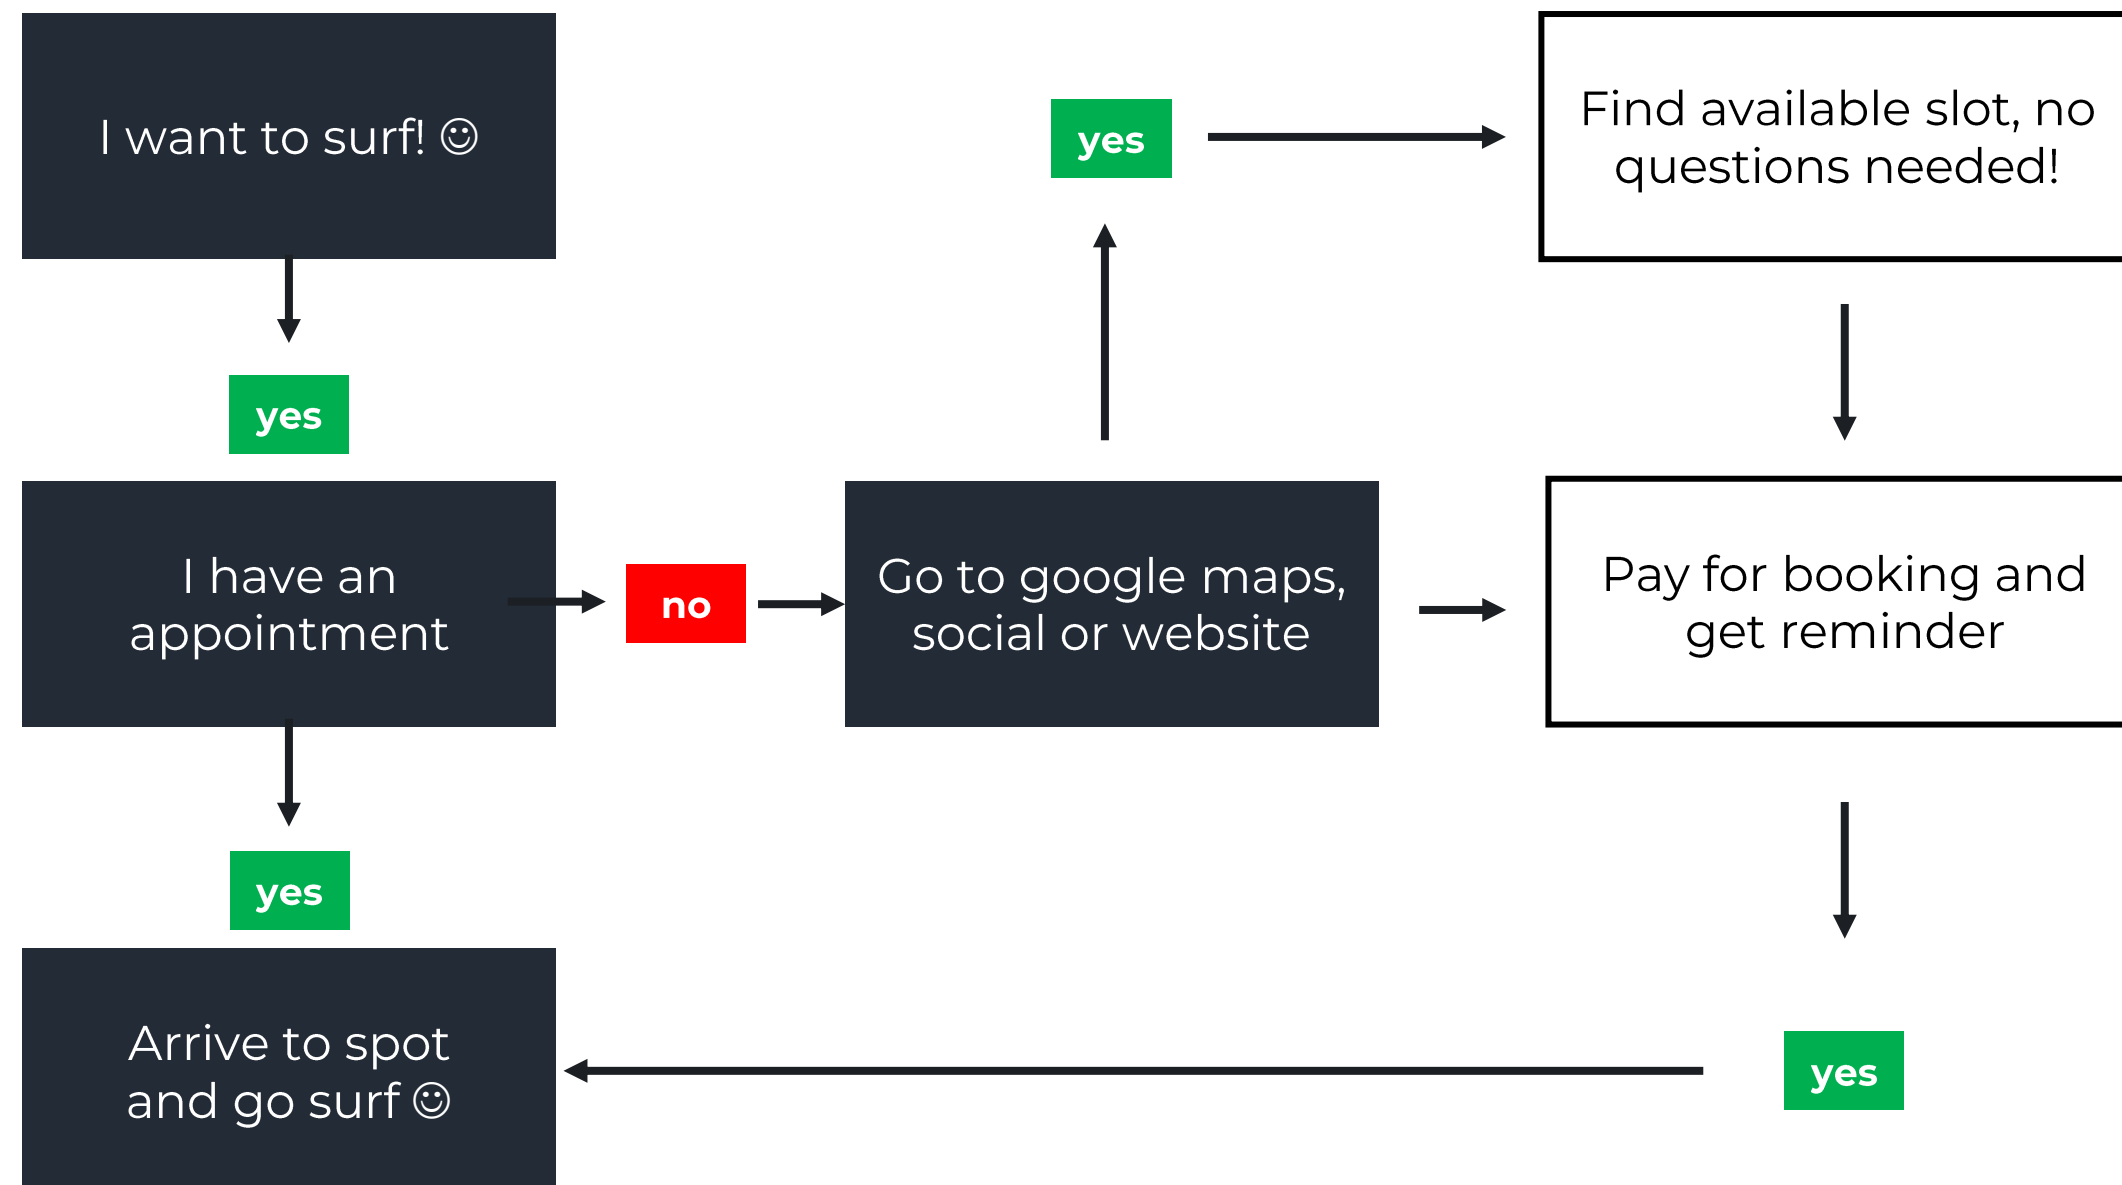 I want to surf! ☺
yes
Find available slot, no
questions needed!
yes
I have an
appointment
no
Go to google maps,
social or website
Pay for booking and
get reminder
yes
Arrive to spot
and go surf ☺
yes